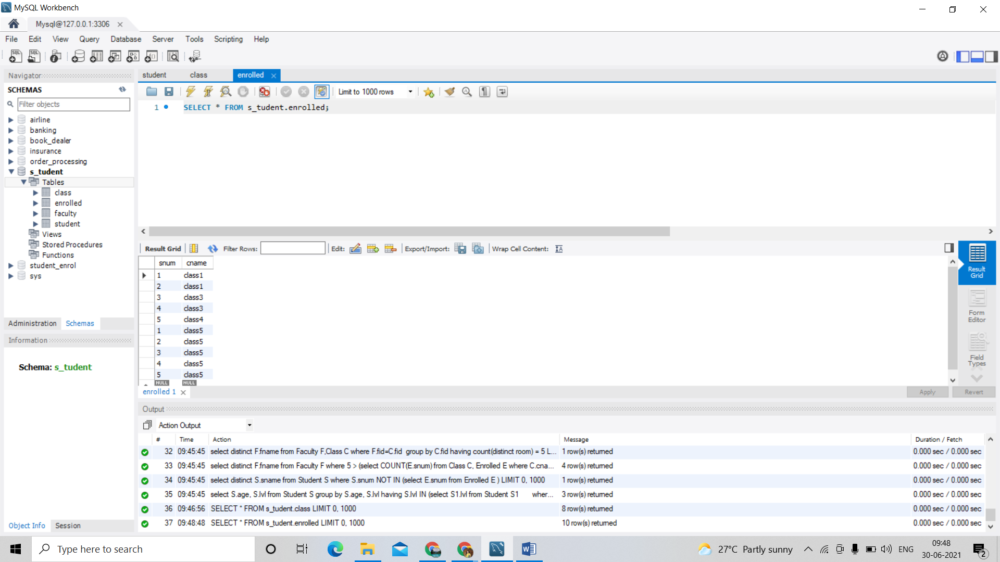 MySQL Workbench
Mysql@127.0.0.1:3306
File Edit View Query Database Server Tools Scripting Help
Navigator
SCHEMAS
Filter objects
airline
banking
book_dealer
insurance
order_processing
s_tudent
Tables
class
enrolled
faculty
student
Views
Stored Procedures
Functions
student_enrol
sys
Administration Schemas
Information
Schema: s_tudent
Object Info Session
student class enrolled
Limit to 1000 rows
1 SELECT * FROM s_tudent.enrolled;
Result Grid Filter Rows: Edit: Export/Import: Wrap Cell Content:
snum cname
1 class1
2 class1
3 class3
4 class3
5 class4
1 class5
2 class5
3 class5
4 class5
5 class5
NULL NULL
Result Grid
Form Editor
Field Types
enrolled 1
Apply Revert
Output
Action Output
# Time Action Message Duration / Fetch
32 09:45:45 select distinct F.fname from Faculty F,Class C where F.fid=C.fid group by C.fid having count(distinct room) = 5 L... 1 row(s) returned 0.000 sec / 0.000 sec
33 09:45:45 select distinct F.fname from Faculty F where 5 > (select COUNT(E.snum) from Class C, Enrolled E where C.cna... 4 row(s) returned 0.000 sec / 0.000 sec
34 09:45:45 select distinct S.sname from Student S where S.snum NOT IN (select E.snum from Enrolled E ) LIMIT 0, 1000 1 row(s) returned 0.000 sec / 0.000 sec
35 09:45:45 select S.age, S.lvl from Student S group by S.age, S.lvl having S.lvl IN (select S1.lvl from Student S1 wher... 3 row(s) returned 0.000 sec / 0.000 sec
36 09:46:56 SELECT * FROM s_tudent.class LIMIT 0, 1000 8 row(s) returned 0.000 sec / 0.000 sec
37 09:48:48 SELECT * FROM s_tudent.enrolled LIMIT 0, 1000 10 row(s) returned 0.000 sec / 0.000 sec
Type here to search
27°C Partly sunny
ENG
09:48
30-06-2021
2